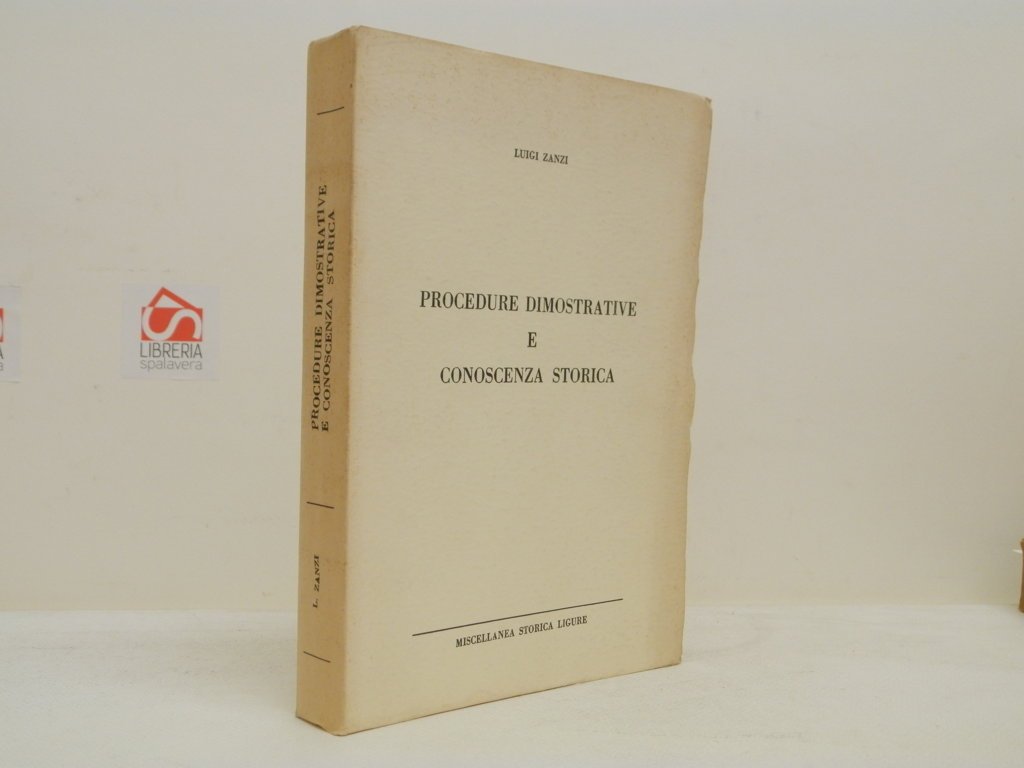 LUIGI ZANZI
PROCEDURE DIMOSTRATIVE
E
CONOSCENZA STORICA
MISCELLANEA STORICA LIGURE
PROCEDURE DIMOSTRATIVE
E CONOSCENZA STORICA
L. ZANZI
LIBRERIA
spalavera